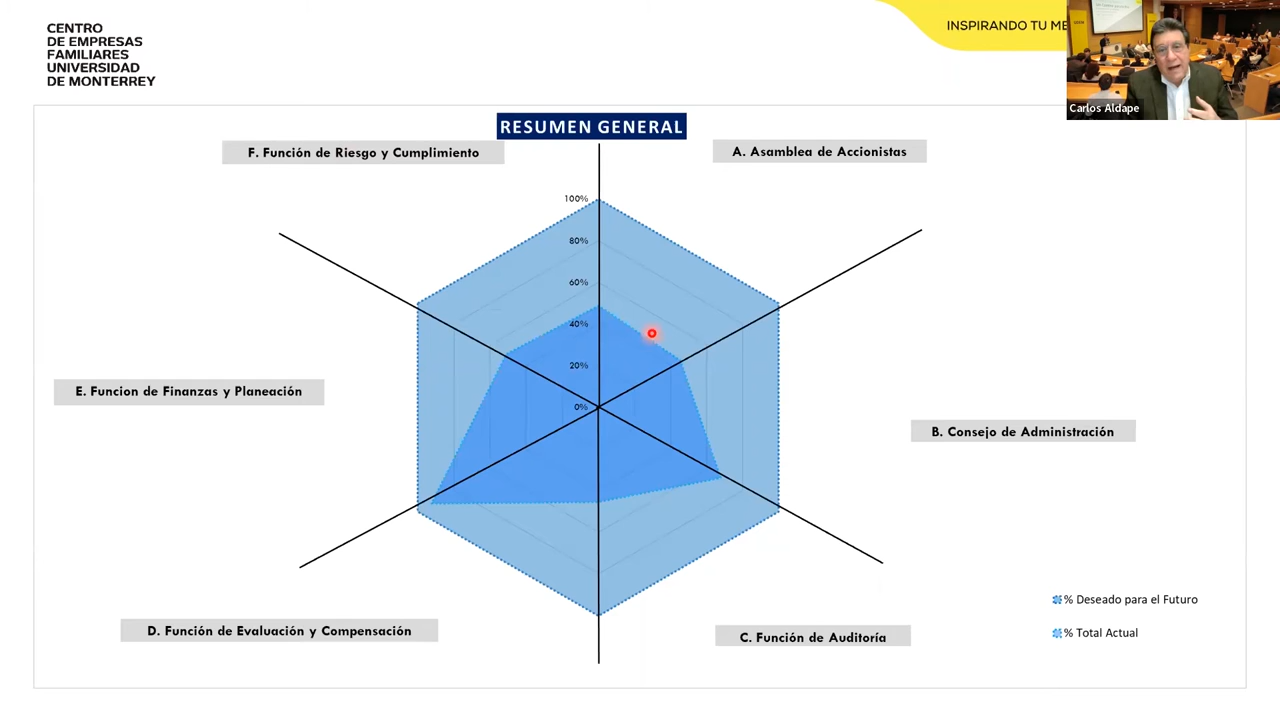 CENTRO
DE EMPRESAS
FAMILIARES
UNIVERSIDAD
DE MONTERREY
INSPIRANDO TU ME
Carlos Aldape
RESUMEN GENERAL
F. Función de Riesgo y Cumplimiento
A. Asamblea de Accionistas
100%
80%
60%
40%
20%
0%
E. Funcion de Finanzas y Planeación
B. Consejo de Administración
D. Función de Evaluación y Compensación
C. Función de Auditoría
% Deseado para el Futuro
% Total Actual